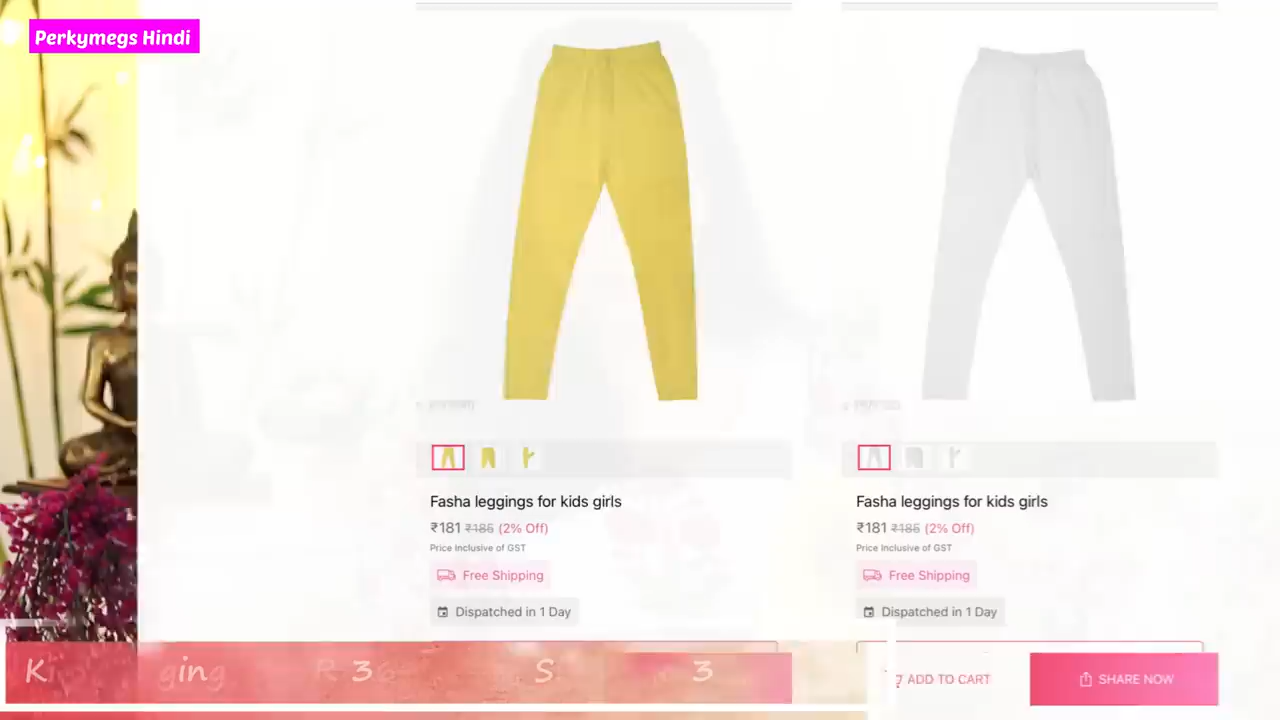 Perkymegs Hindi
Fasha leggings for kids girls
₹181 ₹185 (2% Off)
Price Inclusive of GST
Free Shipping
Dispatched in 1 Day
Fasha leggings for kids girls
₹181 ₹185 (2% Off)
Price Inclusive of GST
Free Shipping
Dispatched in 1 Day
ADD TO CART
SHARE NOW